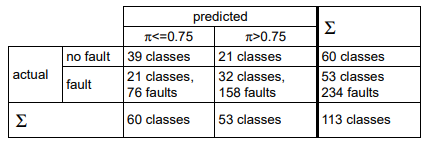 predicted
Σ
π<=0.75 π>0.75
actual
no fault 39 classes 21 classes 60 classes
fault
21 classes, 32 classes, 53 classes
76 faults 158 faults 234 faults
Σ 60 classes 53 classes 113 classes